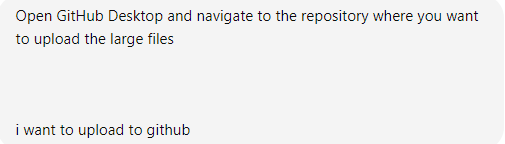 Open GitHub Desktop and navigate to the repository where you want
to upload the large files
i want to upload to github